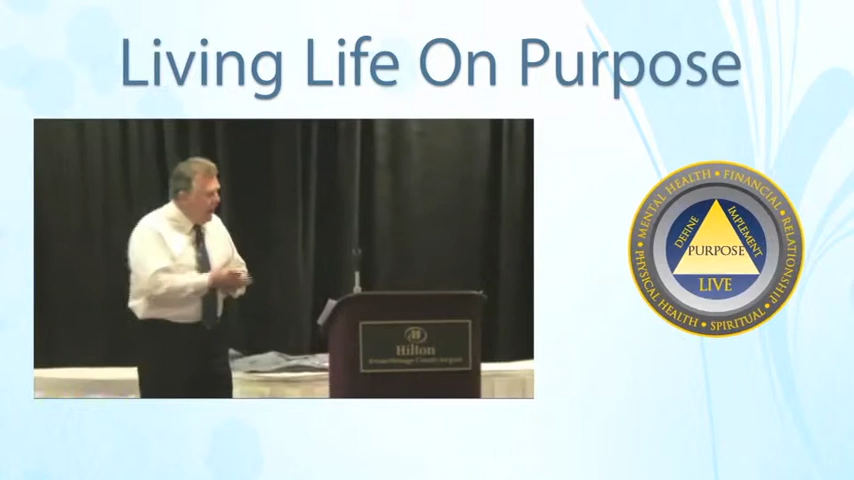 Living Life On Purpose
Hilton
MENTAL HEALTH • FINANCIAL • RELATIONSHIP • SPIRITUAL • PHYSICAL HEALTH •
DEFINE
IMPLEMENT
PURPOSE
LIVE